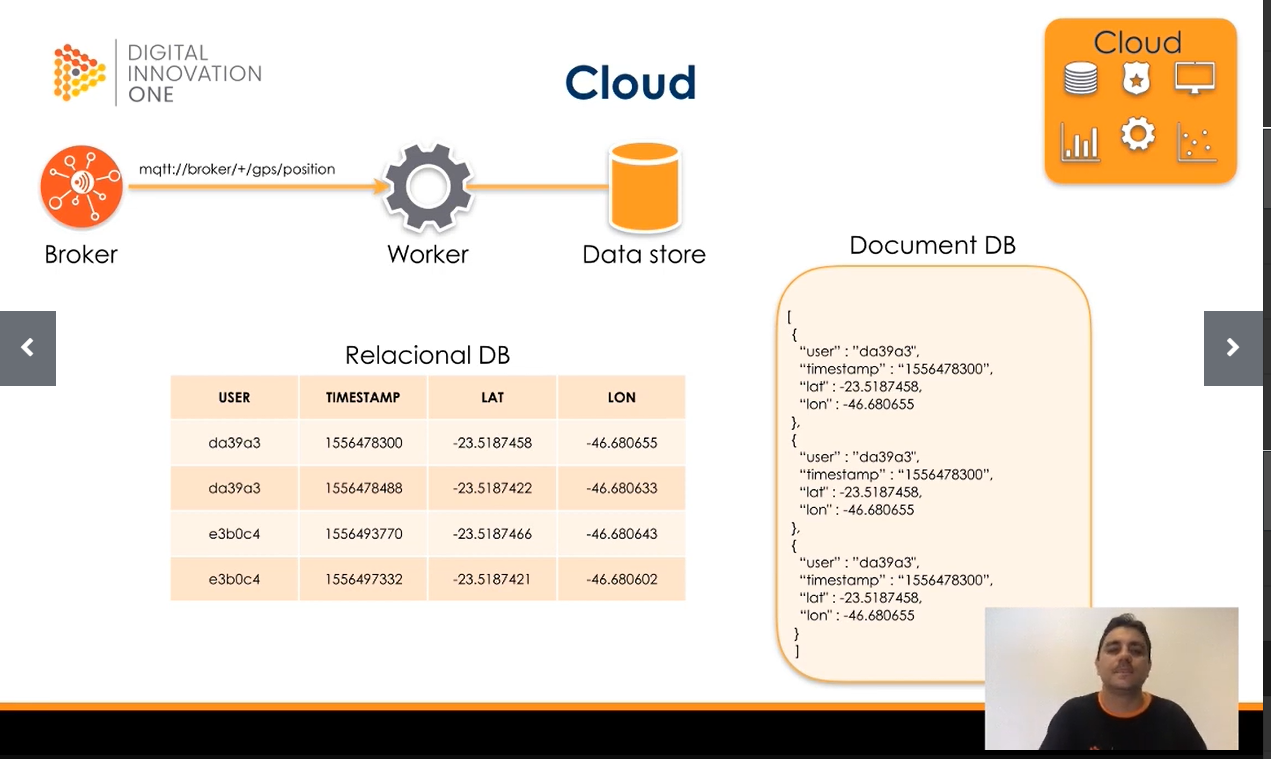 DIGITAL
INNOVATION
ONE
Cloud
Cloud
mqtt://broker/+/gps/position
Broker
Worker
Data store
Relacional DB
USER TIMESTAMP LAT LON
da39a3 1556478300 -23.5187458 -46.680655
da39a3 1556478488 -23.5187422 -46.680633
e3b0c4 1556493770 -23.5187466 -46.680643
e3b0c4 1556497332 -23.5187421 -46.680602
Document DB
[
{
“user” : ”da39a3”,
“timestamp” : “1556478300”,
“lat” : -23.5187458,
“lon” : -46.680655
},
{
“user” : ”da39a3”,
“timestamp” : “1556478300”,
“lat” : -23.5187458,
“lon” : -46.680655
},
{
“user” : ”da39a3”,
“timestamp” : “1556478300”,
“lat” : -23.5187458,
“lon” : -46.680655
}
]